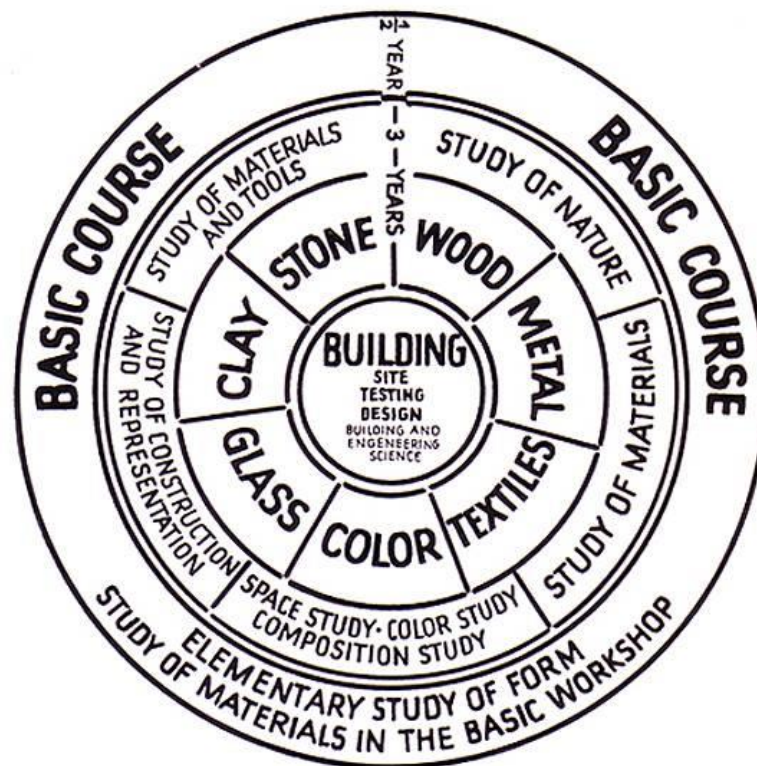 ½ YEAR
3 - YEARS
BASIC COURSE
BASIC COURSE
ELEMENTARY STUDY OF FORM
STUDY OF MATERIALS IN THE BASIC WORKSHOP
STUDY OF NATURE
STUDY OF MATERIALS
SPACE STUDY · COLOR STUDY
COMPOSITION STUDY
STUDY OF CONSTRUCTION
AND REPRESENTATION
STUDY OF MATERIALS
AND TOOLS
WOOD
METAL
TEXTILES
COLOR
GLASS
CLAY
STONE
BUILDING
SITE
TESTING
DESIGN
BUILDING AND
ENGENEERING
SCIENCE